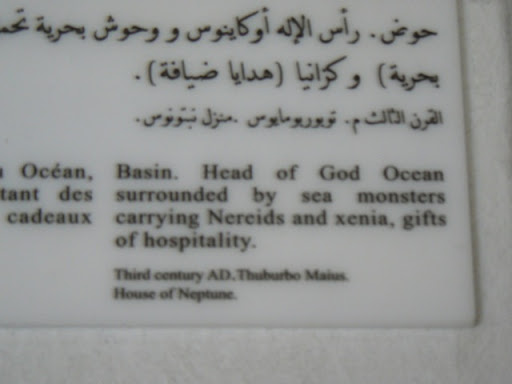 حوض. رأس الإله أوكاينوس و وحوش بحرية
بحرية) و كزانيا (هدايا ضيافة).
القرن الثالث م. توبوربومايوس .منزل نبتونوس.
Océan,
tant des
cadeaux
Basin. Head of God Ocean
surrounded by sea monsters
carrying Nereids and xenia, gifts
of hospitality.
Third century AD.Thuburbo Maius.
House of Neptune.